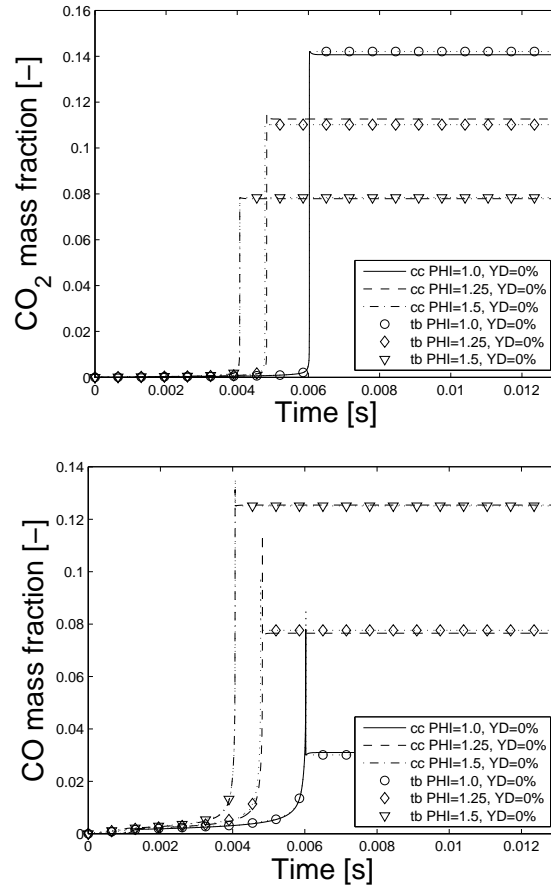 0.16
0.14
0.12
0.1
0.08
0.06
0.04
0.02
0
CO2 mass fraction [−]
cc PHI=1.0, YD=0%
cc PHI=1.25, YD=0%
cc PHI=1.5, YD=0%
tb PHI=1.0, YD=0%
tb PHI=1.25, YD=0%
tb PHI=1.5, YD=0%
0 0.002 0.004 0.006 0.008 0.01 0.012
Time [s]
0.14
0.12
0.1
0.08
0.06
0.04
0.02
0
CO mass fraction [−]
cc PHI=1.0, YD=0%
cc PHI=1.25, YD=0%
cc PHI=1.5, YD=0%
tb PHI=1.0, YD=0%
tb PHI=1.25, YD=0%
tb PHI=1.5, YD=0%
0 0.002 0.004 0.006 0.008 0.01 0.012
Time [s]